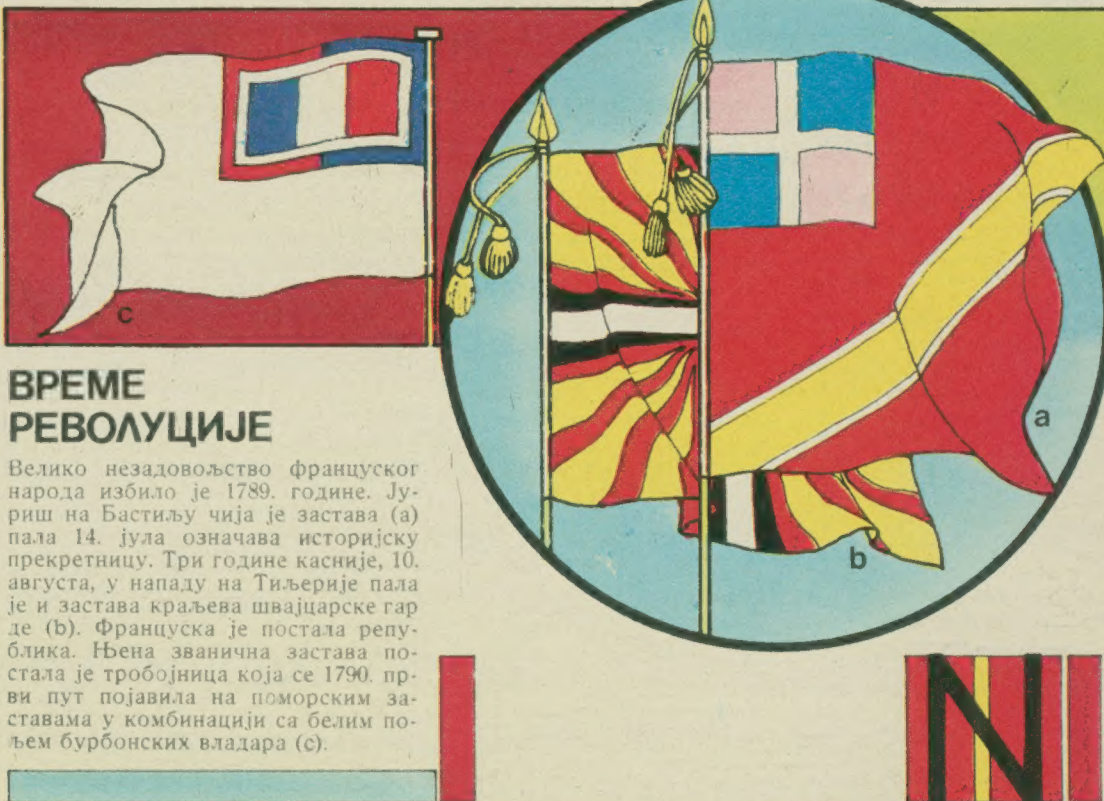 c
a
b
ВРЕМЕ
РЕВОЛУЦИЈЕ
Велико незадовољство француског
народа избило је 1789. године. Ју-
риш на Бастиљу чија је застава (a)
пала 14. јула означава историјску
прекретницу. Три године касније, 10.
августа, у нападу на Тиљерије пала
је и застава краљева швајцарске гар
де (b). Француска је постала репу-
блика. Њена званична застава по-
стала је тробојница која се 1790. пр-
ви пут појавила на поморским за-
ставама у комбинацији са белим по-
љем бурбонских владара (c).
N